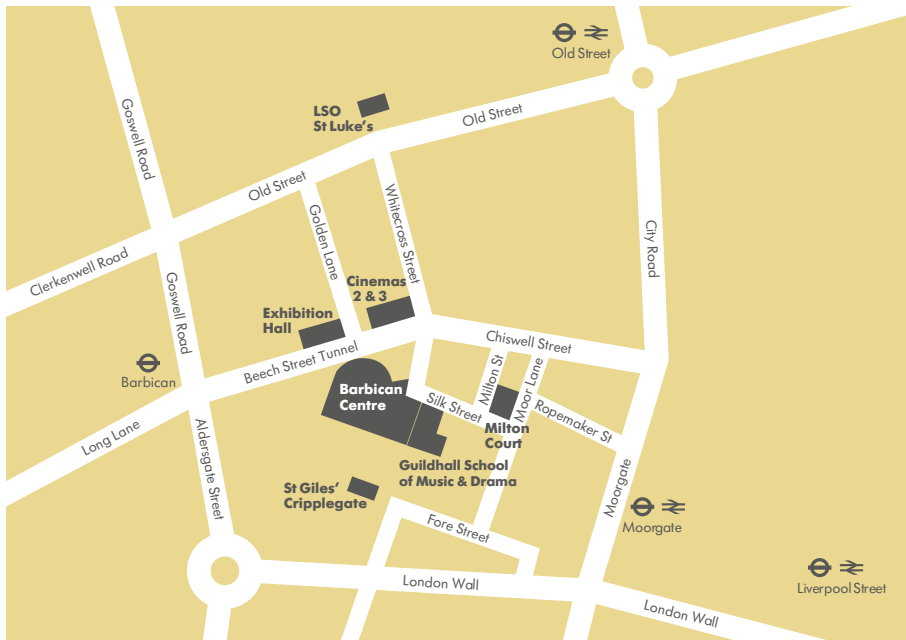 Old Street
LSO
St Luke's
Old Street
Goswell Road
Old Street
Whitecross Street
Golden Lane
City Road
Clerkenwell Road
Goswell Road
Cinemas
2 & 3
Exhibition
Hall
Chiswell Street
Beech Street Tunnel
Barbican
Milton St
Moor Lane
Barbican
Centre
Silk Street
Ropemaker St
Milton
Court
Long Lane
Aldersgate Street
Guildhall School
of Music & Drama
Moorgate
St Giles'
Cripplegate
Fore Street
Moorgate
London Wall
Liverpool Street
London Wall